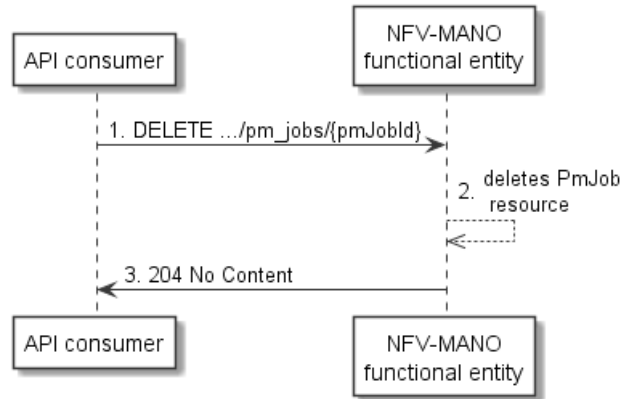 API consumer
NFV-MANO
functional entity
1. DELETE .../pm_jobs/{pmJobId}
2. deletes PmJob
resource
3. 204 No Content
API consumer
NFV-MANO
functional entity